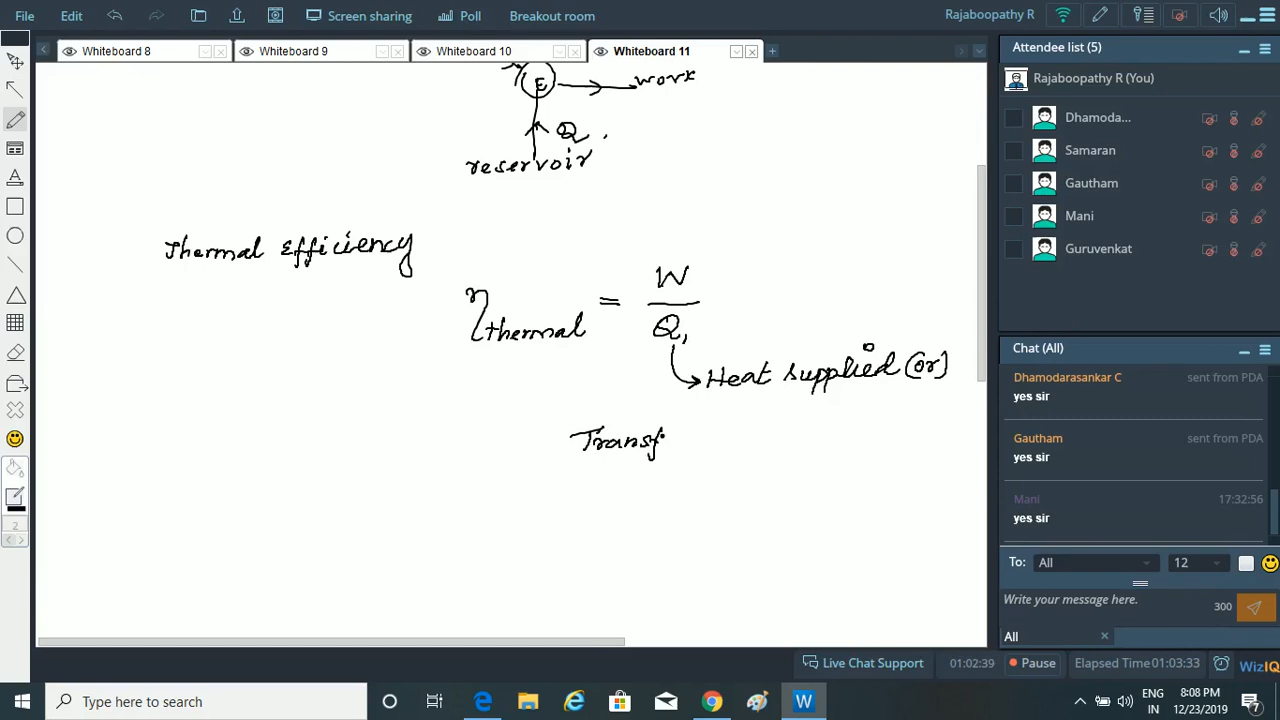 File Edit Screen sharing Poll Breakout room Rajaboopathy R
Whiteboard 8 Whiteboard 9 Whiteboard 10 Whiteboard 11
E work
Q
reservoir
Thermal Efficiency
η thermal = W
Q1
Heat supplied (or)
Transf
Attendee list (5)
Rajaboopathy R (You)
Dhamoda...
Samaran
Gautham
Mani
Guruvenkat
Chat (All)
Dhamodarasankar C sent from PDA
yes sir
Gautham sent from PDA
yes sir
Mani 17:32:56
yes sir
To: All 12
Write your message here. 300
All
2
Live Chat Support 01:02:39 Pause Elapsed Time 01:03:33 WizIQ
Type here to search
ENG 8:08 PM
IN 12/23/2019 7